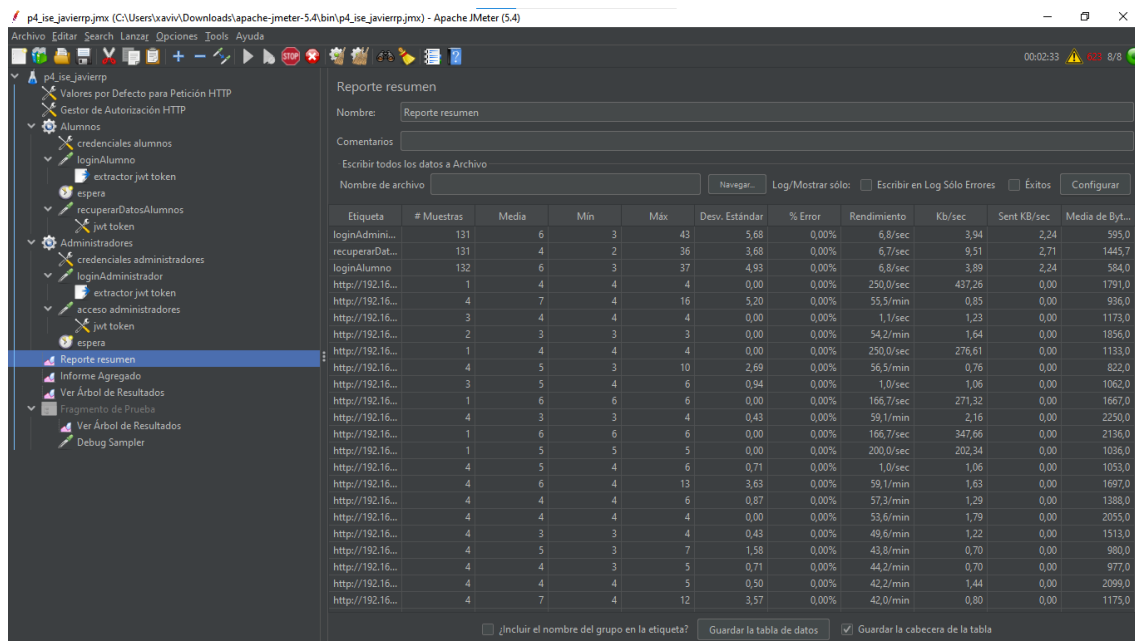 p4_ise_javierrp.jmx (C:\Users\xaviv\Downloads\apache-jmeter-5.4\bin\p4_ise_javierrp.jmx) - Apache JMeter (5.4)
Archivo Editar Search Lanzar Opciones Tools Ayuda
STOP 00:02:33 623 8/8
p4_ise_javierrp
Valores por Defecto para Petición HTTP
Gestor de Autorización HTTP
Alumnos
credenciales alumnos
loginAlumno
extractor jwt token
espera
recuperarDatosAlumnos
jwt token
Administradores
credenciales administradores
loginAdministrador
extractor jwt token
acceso administradores
jwt token
espera
Reporte resumen
Informe Agregado
Ver Árbol de Resultados
Fragmento de Prueba
Ver Árbol de Resultados
Debug Sampler
Reporte resumen
Nombre: Reporte resumen
Comentarios
Escribir todos los datos a Archivo
Nombre de archivo Navegar... Log/Mostrar sólo: Escribir en Log Sólo Errores Éxitos Configurar
Etiqueta # Muestras Media Mín Máx Desv. Estándar % Error Rendimiento Kb/sec Sent KB/sec Media de Byt...
loginAdmini... 131 6 3 43 5,68 0,00% 6,8/sec 3,94 2,24 595,0
recuperarDat... 131 4 2 36 3,68 0,00% 6,7/sec 9,51 2,71 1445,7
loginAlumno 132 6 3 37 4,93 0,00% 6,8/sec 3,89 2,24 584,0
http://192.16... 1 4 4 4 0,00 0,00% 250,0/sec 437,26 0,00 1791,0
http://192.16... 4 7 4 16 5,20 0,00% 55,5/min 0,85 0,00 936,0
http://192.16... 3 4 4 4 0,00 0,00% 1,1/sec 1,23 0,00 1173,0
http://192.16... 2 3 3 3 0,00 0,00% 54,2/min 1,64 0,00 1856,0
http://192.16... 1 4 4 4 0,00 0,00% 250,0/sec 276,61 0,00 1133,0
http://192.16... 4 5 3 10 2,69 0,00% 56,5/min 0,76 0,00 822,0
http://192.16... 3 5 4 6 0,94 0,00% 1,0/sec 1,06 0,00 1062,0
http://192.16... 1 6 6 6 0,00 0,00% 166,7/sec 271,32 0,00 1667,0
http://192.16... 4 3 3 4 0,43 0,00% 59,1/min 2,16 0,00 2250,0
http://192.16... 1 6 6 6 0,00 0,00% 166,7/sec 347,66 0,00 2136,0
http://192.16... 1 5 5 5 0,00 0,00% 200,0/sec 202,34 0,00 1036,0
http://192.16... 4 5 4 6 0,71 0,00% 1,0/sec 1,06 0,00 1053,0
http://192.16... 4 6 4 13 3,63 0,00% 59,1/min 1,63 0,00 1697,0
http://192.16... 4 4 4 6 0,87 0,00% 57,3/min 1,29 0,00 1388,0
http://192.16... 4 4 4 4 0,00 0,00% 53,6/min 1,79 0,00 2055,0
http://192.16... 4 3 3 4 0,43 0,00% 49,6/min 1,22 0,00 1513,0
http://192.16... 4 5 3 7 1,58 0,00% 43,8/min 0,70 0,00 980,0
http://192.16... 4 4 3 5 0,71 0,00% 44,2/min 0,70 0,00 977,0
http://192.16... 4 4 4 5 0,50 0,00% 42,2/min 1,44 0,00 2099,0
http://192.16... 4 7 4 12 3,57 0,00% 42,0/min 0,80 0,00 1175,0
¿Incluir el nombre del grupo en la etiqueta? Guardar la tabla de datos Guardar la cabecera de la tabla